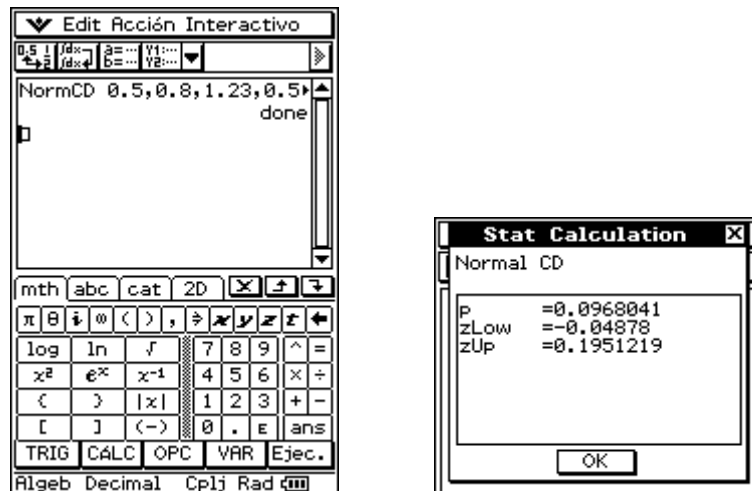 Edit Acción Interactivo
NormCD 0.5,0.8,1.23,0.5
done
mth abc cat 2D
π θ i ∞ ( ) , ⇒ x y z t ←
log ln √ 7 8 9 ^ =
x² eˣ x⁻¹ 4 5 6 × ÷
( ) |x| 1 2 3 + −
[ ] (−) 0 . E ans
TRIG CALC OPC VAR Ejec.
Algeb Decimal Cplj Rad
Stat Calculation
Normal CD
p =0.0968041
zLow =-0.04878
zUp =0.1951219
OK